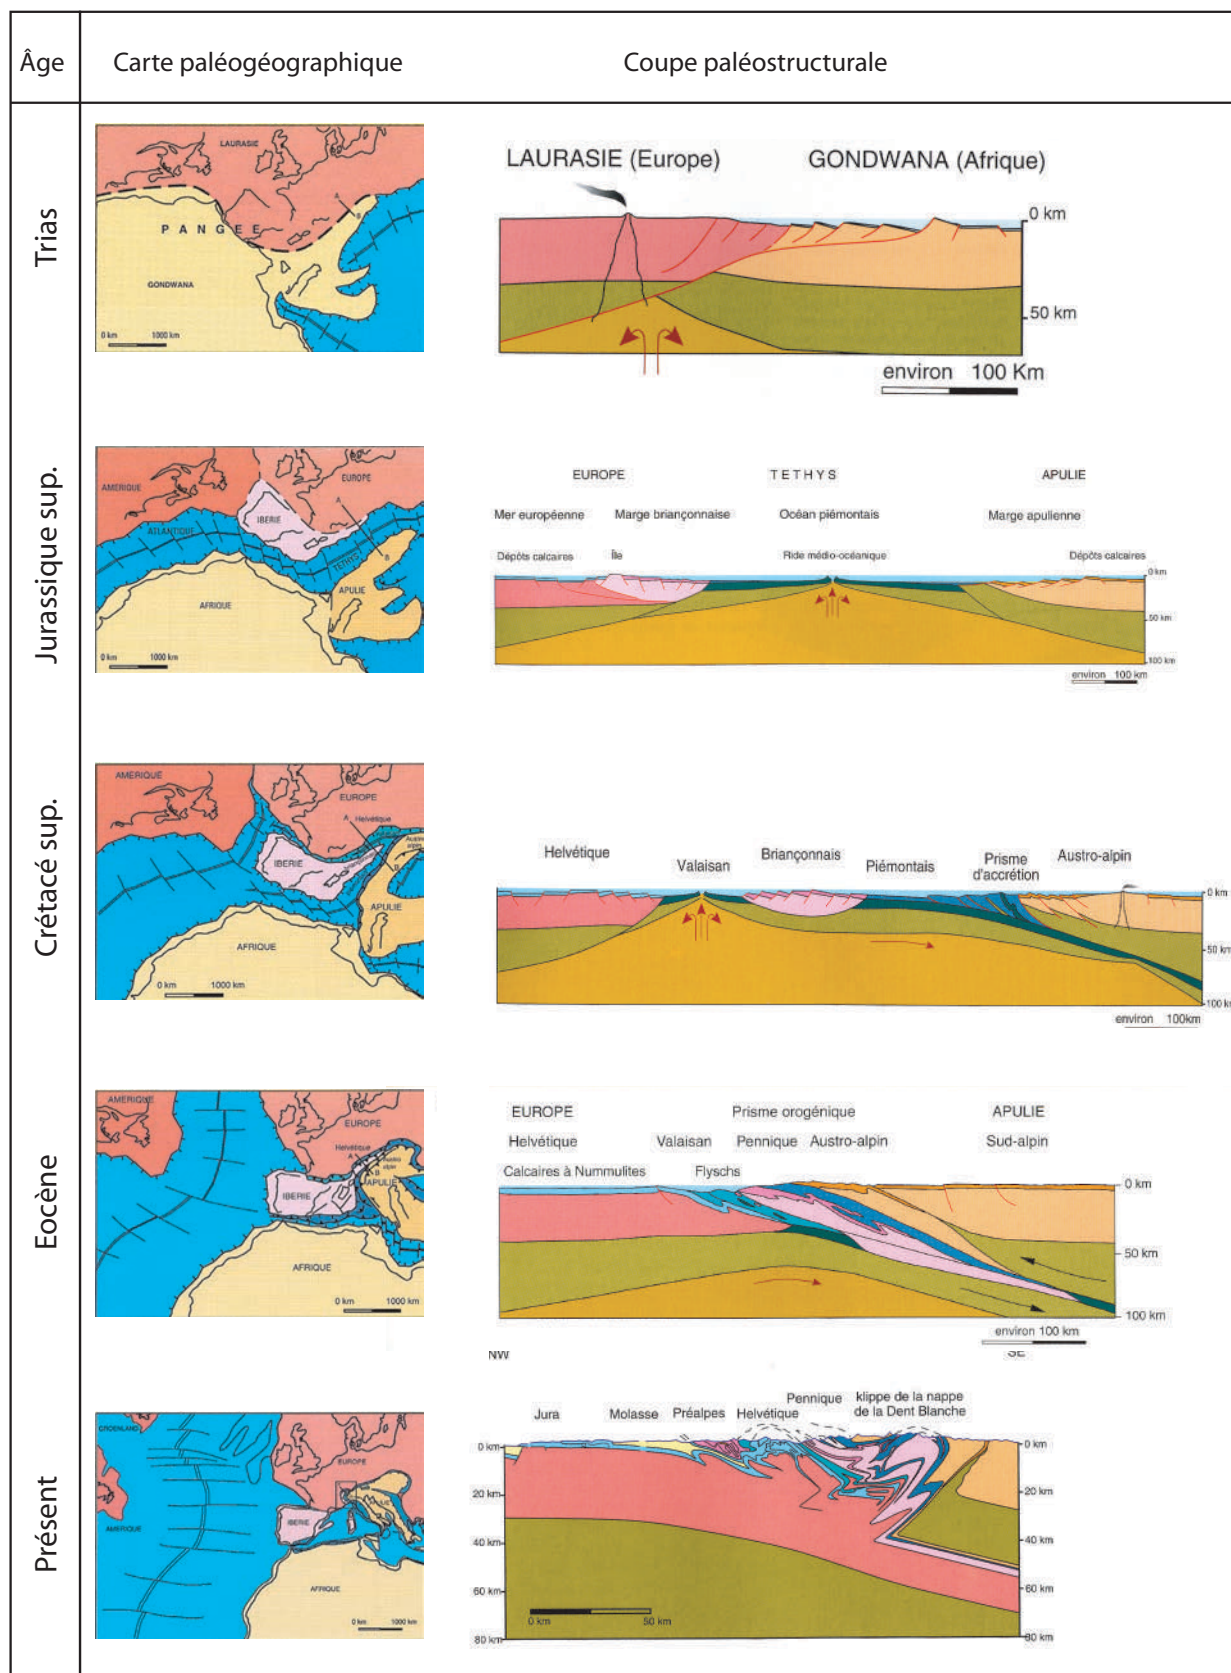 Âge
Carte paléogéographique
Coupe paléostructurale
Trias
LAURASIE
PANGEE
GONDWANA
A
B
0 km 1000 km
LAURASIE (Europe) GONDWANA (Afrique)
0 km
50 km
environ 100 Km
Jurassique sup.
AMERIQUE
EUROPE
IBERIE
ATLANTIQUE
TETHYS
APULIE
AFRIQUE
A
B
0 km 1000 km
EUROPE TETHYS APULIE
Mer européenne Marge briançonnaise Océan piémontais Marge apulienne
Dépôts calcaires Île Ride médio-océanique Dépôts calcaires
0 km
50 km
100 km
environ 100 km
Crétacé sup.
AMERIQUE
EUROPE
A Helvétique
IBERIE
Briançonnais
Austro-alpin
B
APULIE
AFRIQUE
0 km 1000 km
Helvétique Valaisan Briançonnais Piémontais Prisme d'accrétion Austro-alpin
0 km
50 km
100 km
environ 100km
Eocène
AMERIQUE
EUROPE
Helvétique
A
Austro alpin
B
IBERIE
APULIE
AFRIQUE
0 km 1000 km
EUROPE Prisme orogénique APULIE
Helvétique Valaisan Pennique Austro-alpin Sud-alpin
Calcaires à Nummulites Flyschs
0 km
50 km
100 km
environ 100 km
Présent
GROENLAND
EUROPE
AMERIQUE
IBERIE
AFRIQUE
0 km 1000 km
NW SE
Jura Molasse Préalpes Helvétique Pennique klippe de la nappe
de la Dent Blanche
0 km 0 km
20 km 20 km
40 km 40 km
60 km 60 km
80 km 80 km
0 km 50 km